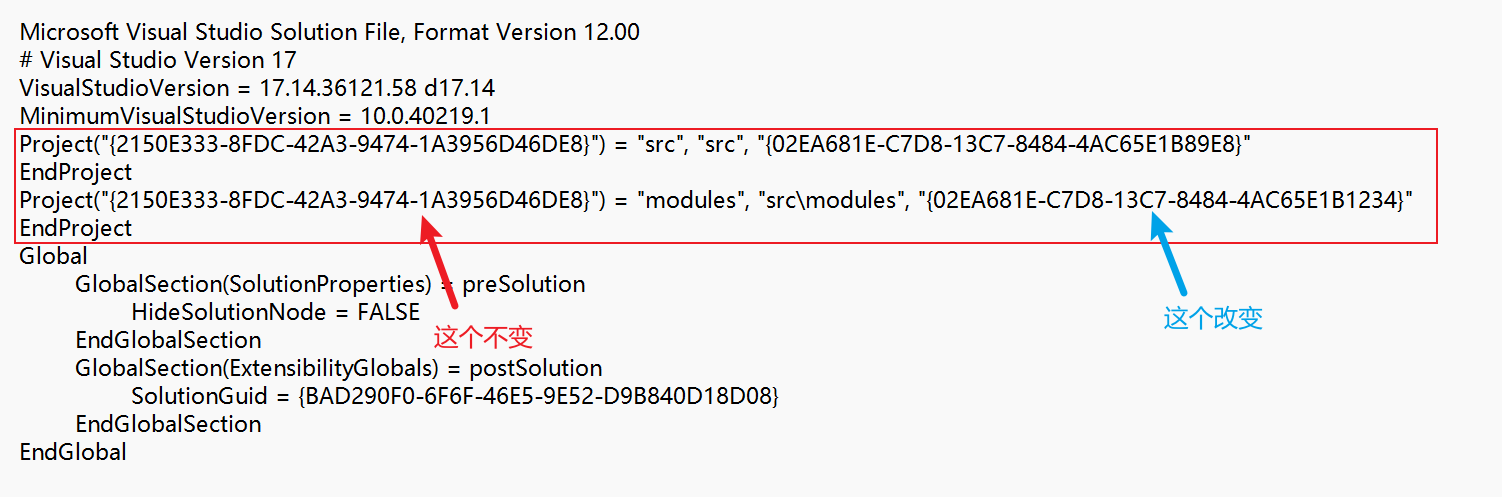 Microsoft Visual Studio Solution File, Format Version 12.00
# Visual Studio Version 17
VisualStudioVersion = 17.14.36121.58 d17.14
MinimumVisualStudioVersion = 10.0.40219.1
Project("{2150E333-8FDC-42A3-9474-1A3956D46DE8}") = "src", "src", "{02EA681E-C7D8-13C7-8484-4AC65E1B89E8}"
EndProject
Project("{2150E333-8FDC-42A3-9474-1A3956D46DE8}") = "modules", "src\modules", "{02EA681E-C7D8-13C7-8484-4AC65E1B1234}"
EndProject
Global
GlobalSection(SolutionProperties) = preSolution
HideSolutionNode = FALSE
这个不变
这个改变
EndGlobalSection
GlobalSection(ExtensibilityGlobals) = postSolution
SolutionGuid = {BAD290F0-6F6F-46E5-9E52-D9B840D18D08}
EndGlobalSection
EndGlobal